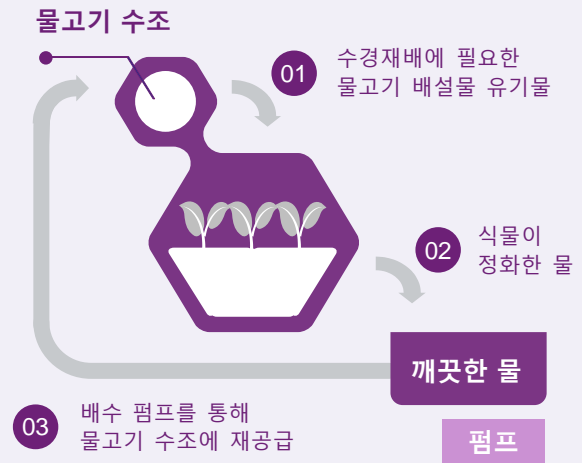 물고기 수조
01
수경재배에 필요한
물고기 배설물 유기물
02
식물이
정화한 물
깨끗한 물
03
배수 펌프를 통해
물고기 수조에 재공급
펌프